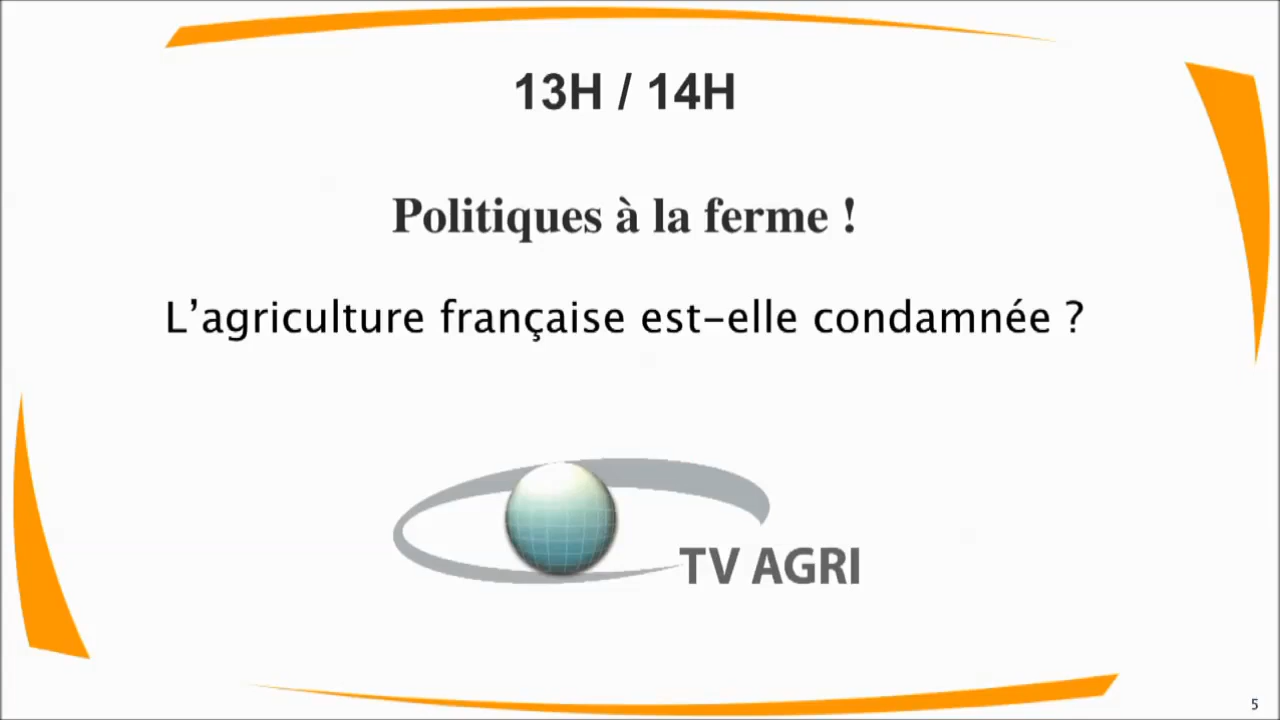 13H / 14H
Politiques à la ferme !
L’agriculture française est-elle condamnée ?
TV AGRI
5